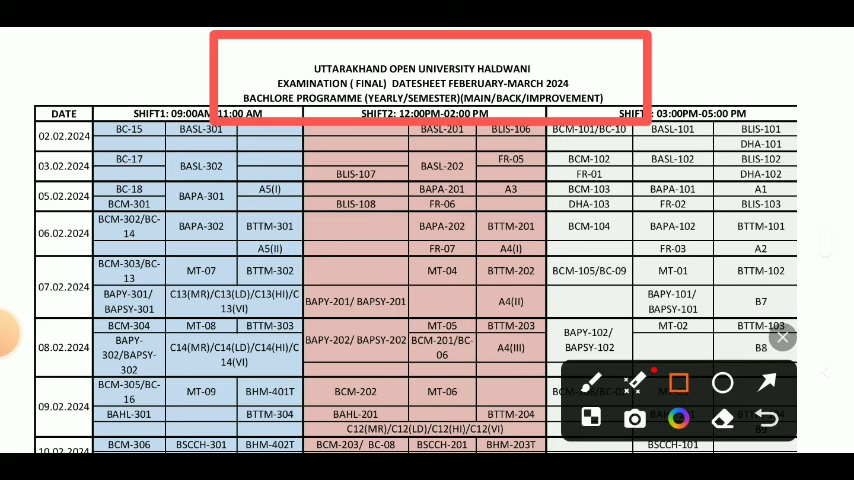 UTTARAKHAND OPEN UNIVERSITY HALDWANI
EXAMINATION ( FINAL) DATESHEET FEBERUARY-MARCH 2024
BACHLORE PROGRAMME (YEARLY/SEMESTER)(MAIN/BACK/IMPROVEMENT)
DATE SHIFT1: 09:00AM-11:00 AM SHIFT2: 12:00PM-02:00 PM 03:00PM-05:00 PM
02.02.2024 BC-15 BASL-301 BASL-201 BLIS-106 BCM-101/BC-10 BASL-101 BLIS-101
DHA-101
03.02.2024 BC-17 BASL-302 BASL-202 FR-05 BCM-102 BASL-102 BLIS-102
BLIS-107 FR-01 DHA-102
05.02.2024 BC-18 BAPA-301 A5(I) BAPA-201 A3 BCM-103 BAPA-101 A1
BCM-301 BLIS-108 FR-06 DHA-103 FR-02 BLIS-103
06.02.2024 BCM-302/BC-
14 BAPA-302 BTTM-301 BAPA-202 BTTM-201 BCM-104 BAPA-102 BTTM-101
A5(II) FR-07 A4(I) FR-03 A2
07.02.2024 BCM-303/BC-
13 MT-07 BTTM-302 MT-04 BTTM-202 BCM-105/BC-09 MT-01 BTTM-102
BAPY-301/
BAPSY-301 C13(MR)/C13(LD)/C13(HI)/C
13(VI) BAPY-201/ BAPSY-201 A4(II) BAPY-101/
BAPSY-101 B7
08.02.2024 BCM-304 MT-08 BTTM-303 BAPY-202/ BAPSY-202 MT-05 BTTM-203 BAPY-102/
BAPSY-102 MT-02 BTTM-103
BAPY-
302/BAPSY-
302 C14(MR)/C14(LD)/C14(HI)/C
14(VI) BCM-201/BC-
06 A4(III) B8
09.02.2024 BCM-305/BC-
16 MT-09 BHM-401T BCM-202 MT-06
BAHL-301 BTTM-304 BAHL-201 BTTM-204
C12(MR)/C12(LD)/C12(HI)/C12(VI)
10.02.2024 BCM-306 BSCCH-301 BHM-402T BCM-203/ BC-08 BSCCH-201 BHM-203T BSCCH-101